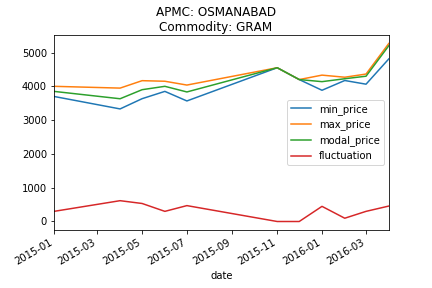 APMC: OSMANABAD
Commodity: GRAM
5000
4000
3000
2000
1000
0
min_price
max_price
modal_price
fluctuation
2015-01
2015-03
2015-05
2015-07
2015-09
2015-11
2016-01
2016-03
date